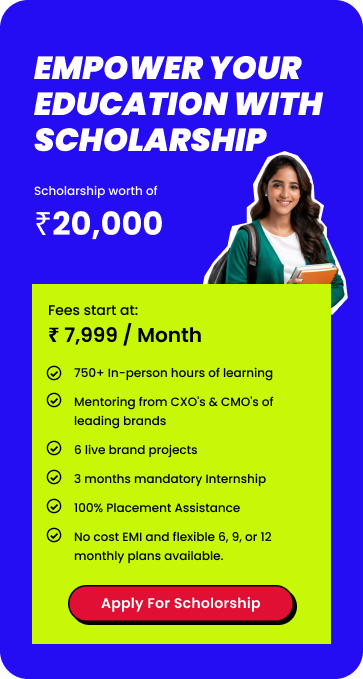 EMPOWER YOUR
EDUCATION WITH
SCHOLARSHIP
Scholarship worth of
₹20,000
Fees start at:
₹ 7,999 / Month
750+ In-person hours of learning
Mentoring from CXO's & CMO's of
leading brands
6 live brand projects
3 months mandatory Internship
100% Placement Assistance
No cost EMI and flexible 6, 9, or 12
monthly plans available.
Apply For Scholorship